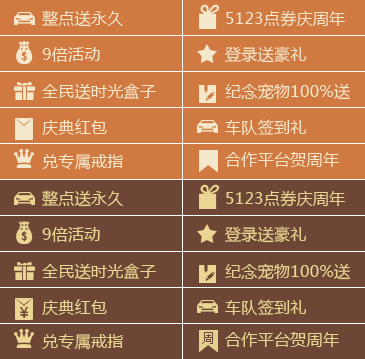 整点送永久 5123点券庆周年
9倍活动 登录送豪礼
全民送时光盒子 纪念宠物100%送
庆典红包 车队签到礼
兑专属戒指 合作平台贺周年
整点送永久 5123点券庆周年
$ 9倍活动 登录送豪礼
全民送时光盒子 纪念宠物100%送
¥ 庆典红包 车队签到礼
兑专属戒指 周 合作平台贺周年